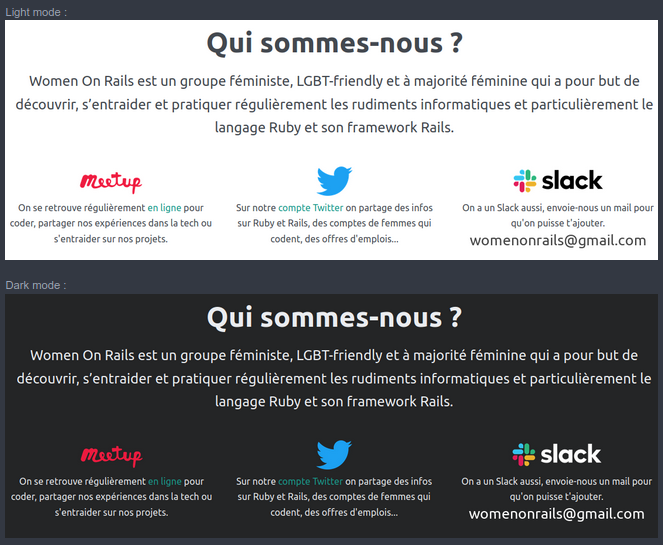 Light mode :
Qui sommes-nous ?
Women On Rails est un groupe féministe, LGBT-friendly et à majorité féminine qui a pour but de
découvrir, s’entraider et pratiquer régulièrement les rudiments informatiques et particulièrement le
langage Ruby et son framework Rails.
Meetup
On se retrouve régulièrement en ligne pour
coder, partager nos expériences dans la tech ou
s'entraider sur nos projets.
Sur notre compte Twitter on partage des infos
sur Ruby et Rails, des comptes de femmes qui
codent, des offres d'emplois...
slack
On a un Slack aussi, envoie-nous un mail pour
qu'on puisse t'ajouter.
womenonrails@gmail.com
Dark mode :
Qui sommes-nous ?
Women On Rails est un groupe féministe, LGBT-friendly et à majorité féminine qui a pour but de
découvrir, s’entraider et pratiquer régulièrement les rudiments informatiques et particulièrement le
langage Ruby et son framework Rails.
Meetup
On se retrouve régulièrement en ligne pour
coder, partager nos expériences dans la tech ou
s'entraider sur nos projets.
Sur notre compte Twitter on partage des infos
sur Ruby et Rails, des comptes de femmes qui
codent, des offres d'emplois...
slack
On a un Slack aussi, envoie-nous un mail pour
qu'on puisse t'ajouter.
womenonrails@gmail.com